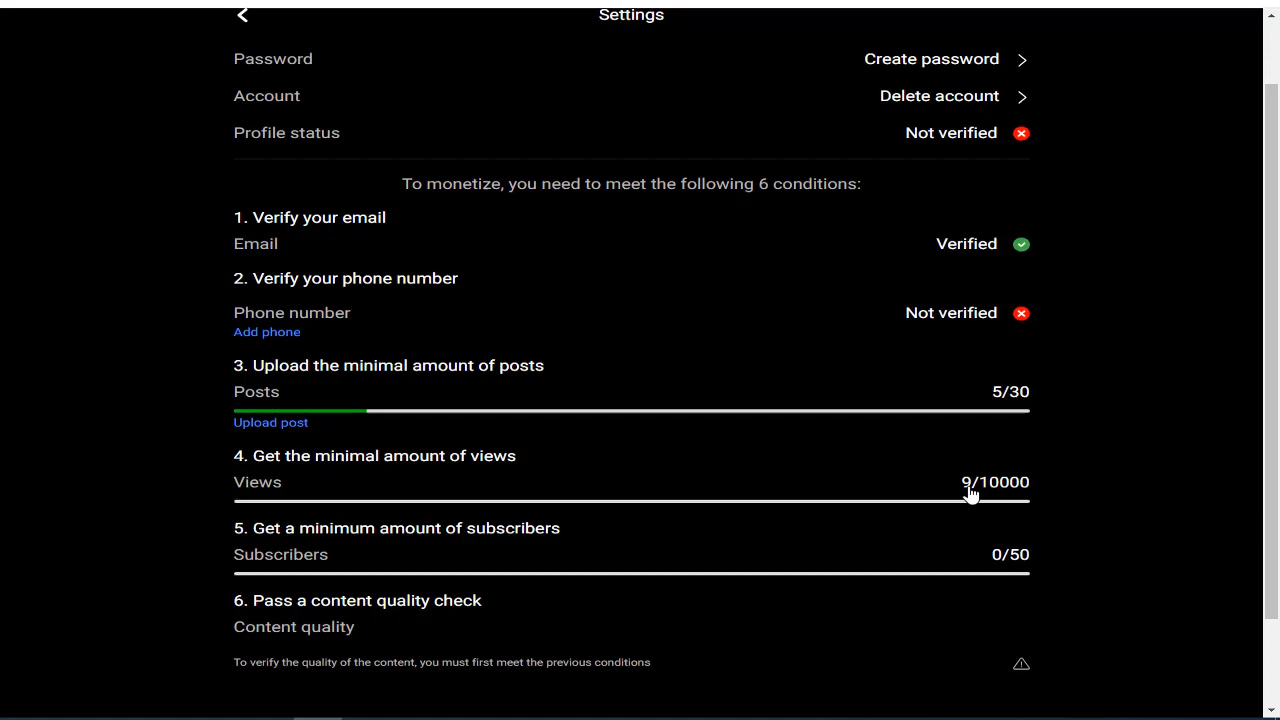 Settings
Password Create password
Account Delete account
Profile status Not verified
To monetize, you need to meet the following 6 conditions:
1. Verify your email
Email Verified
2. Verify your phone number
Phone number Not verified
Add phone
3. Upload the minimal amount of posts
Posts 5/30
Upload post
4. Get the minimal amount of views
Views 9/10000
5. Get a minimum amount of subscribers
Subscribers 0/50
6. Pass a content quality check
Content quality
To verify the quality of the content, you must first meet the previous conditions